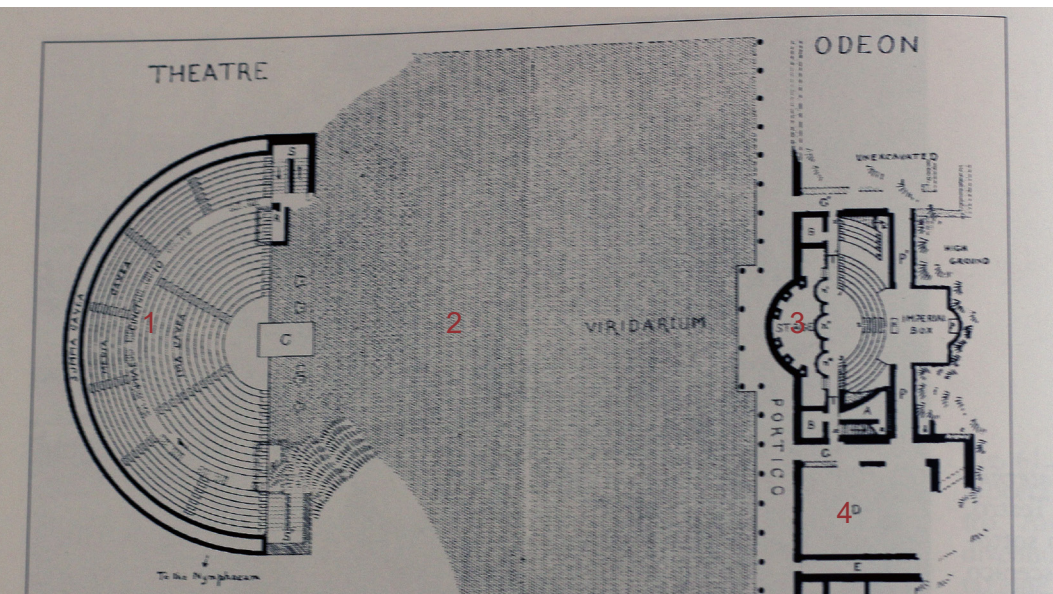 THEATRE
ODEON
S
UNEXCAVATED
G
B
HIGH
GROUND
P
SUMMA CAVEA
MEDIA CAVEA
IMA CAVEA
1
2
VIRIDARIUM
3
STAGE
IMPERIAL
BOX
C
P
A
B
PORTICO
G
4
D
E
To the Nymphaeum